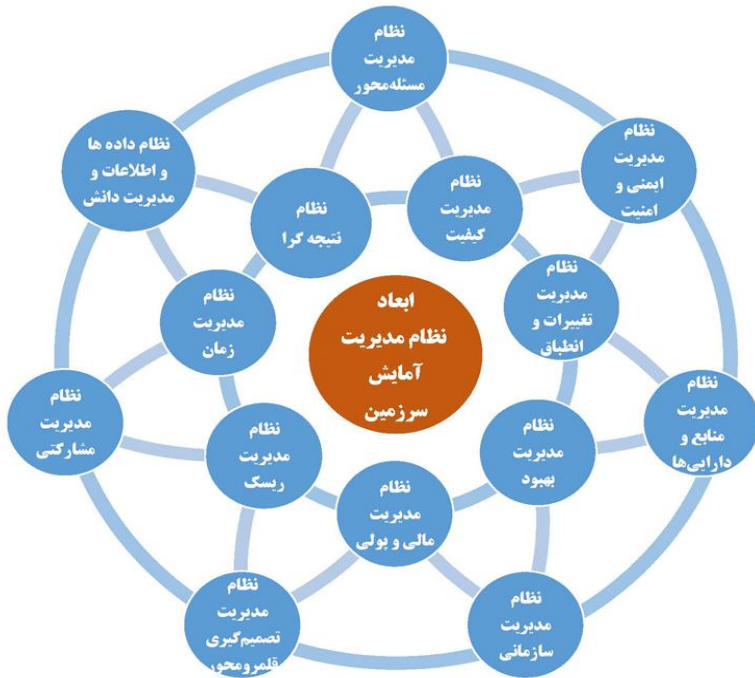 نظام
مدیریت
مسئله‌محور
نظام
مدیریت
ایمنی و
امنیت
نظام داده ها
و اطلاعات و
مدیریت دانش
نظام
مدیریت
کیفیت
نظام
نتیجه گرا
نظام
مدیریت
تغییرات و
انطباق
نظام
مدیریت
زمان
ابعاد
نظام مدیریت
آمایش
سرزمین
نظام
مدیریت
منابع و
دارایی‌ها
نظام
مدیریت
مشارکتی
نظام
مدیریت
بهبود
نظام
مدیریت
ریسک
نظام
مدیریت
مالی و پولی
نظام
مدیریت
سازمانی
نظام
مدیریت
تصمیم‌گیری
قلمرومحور